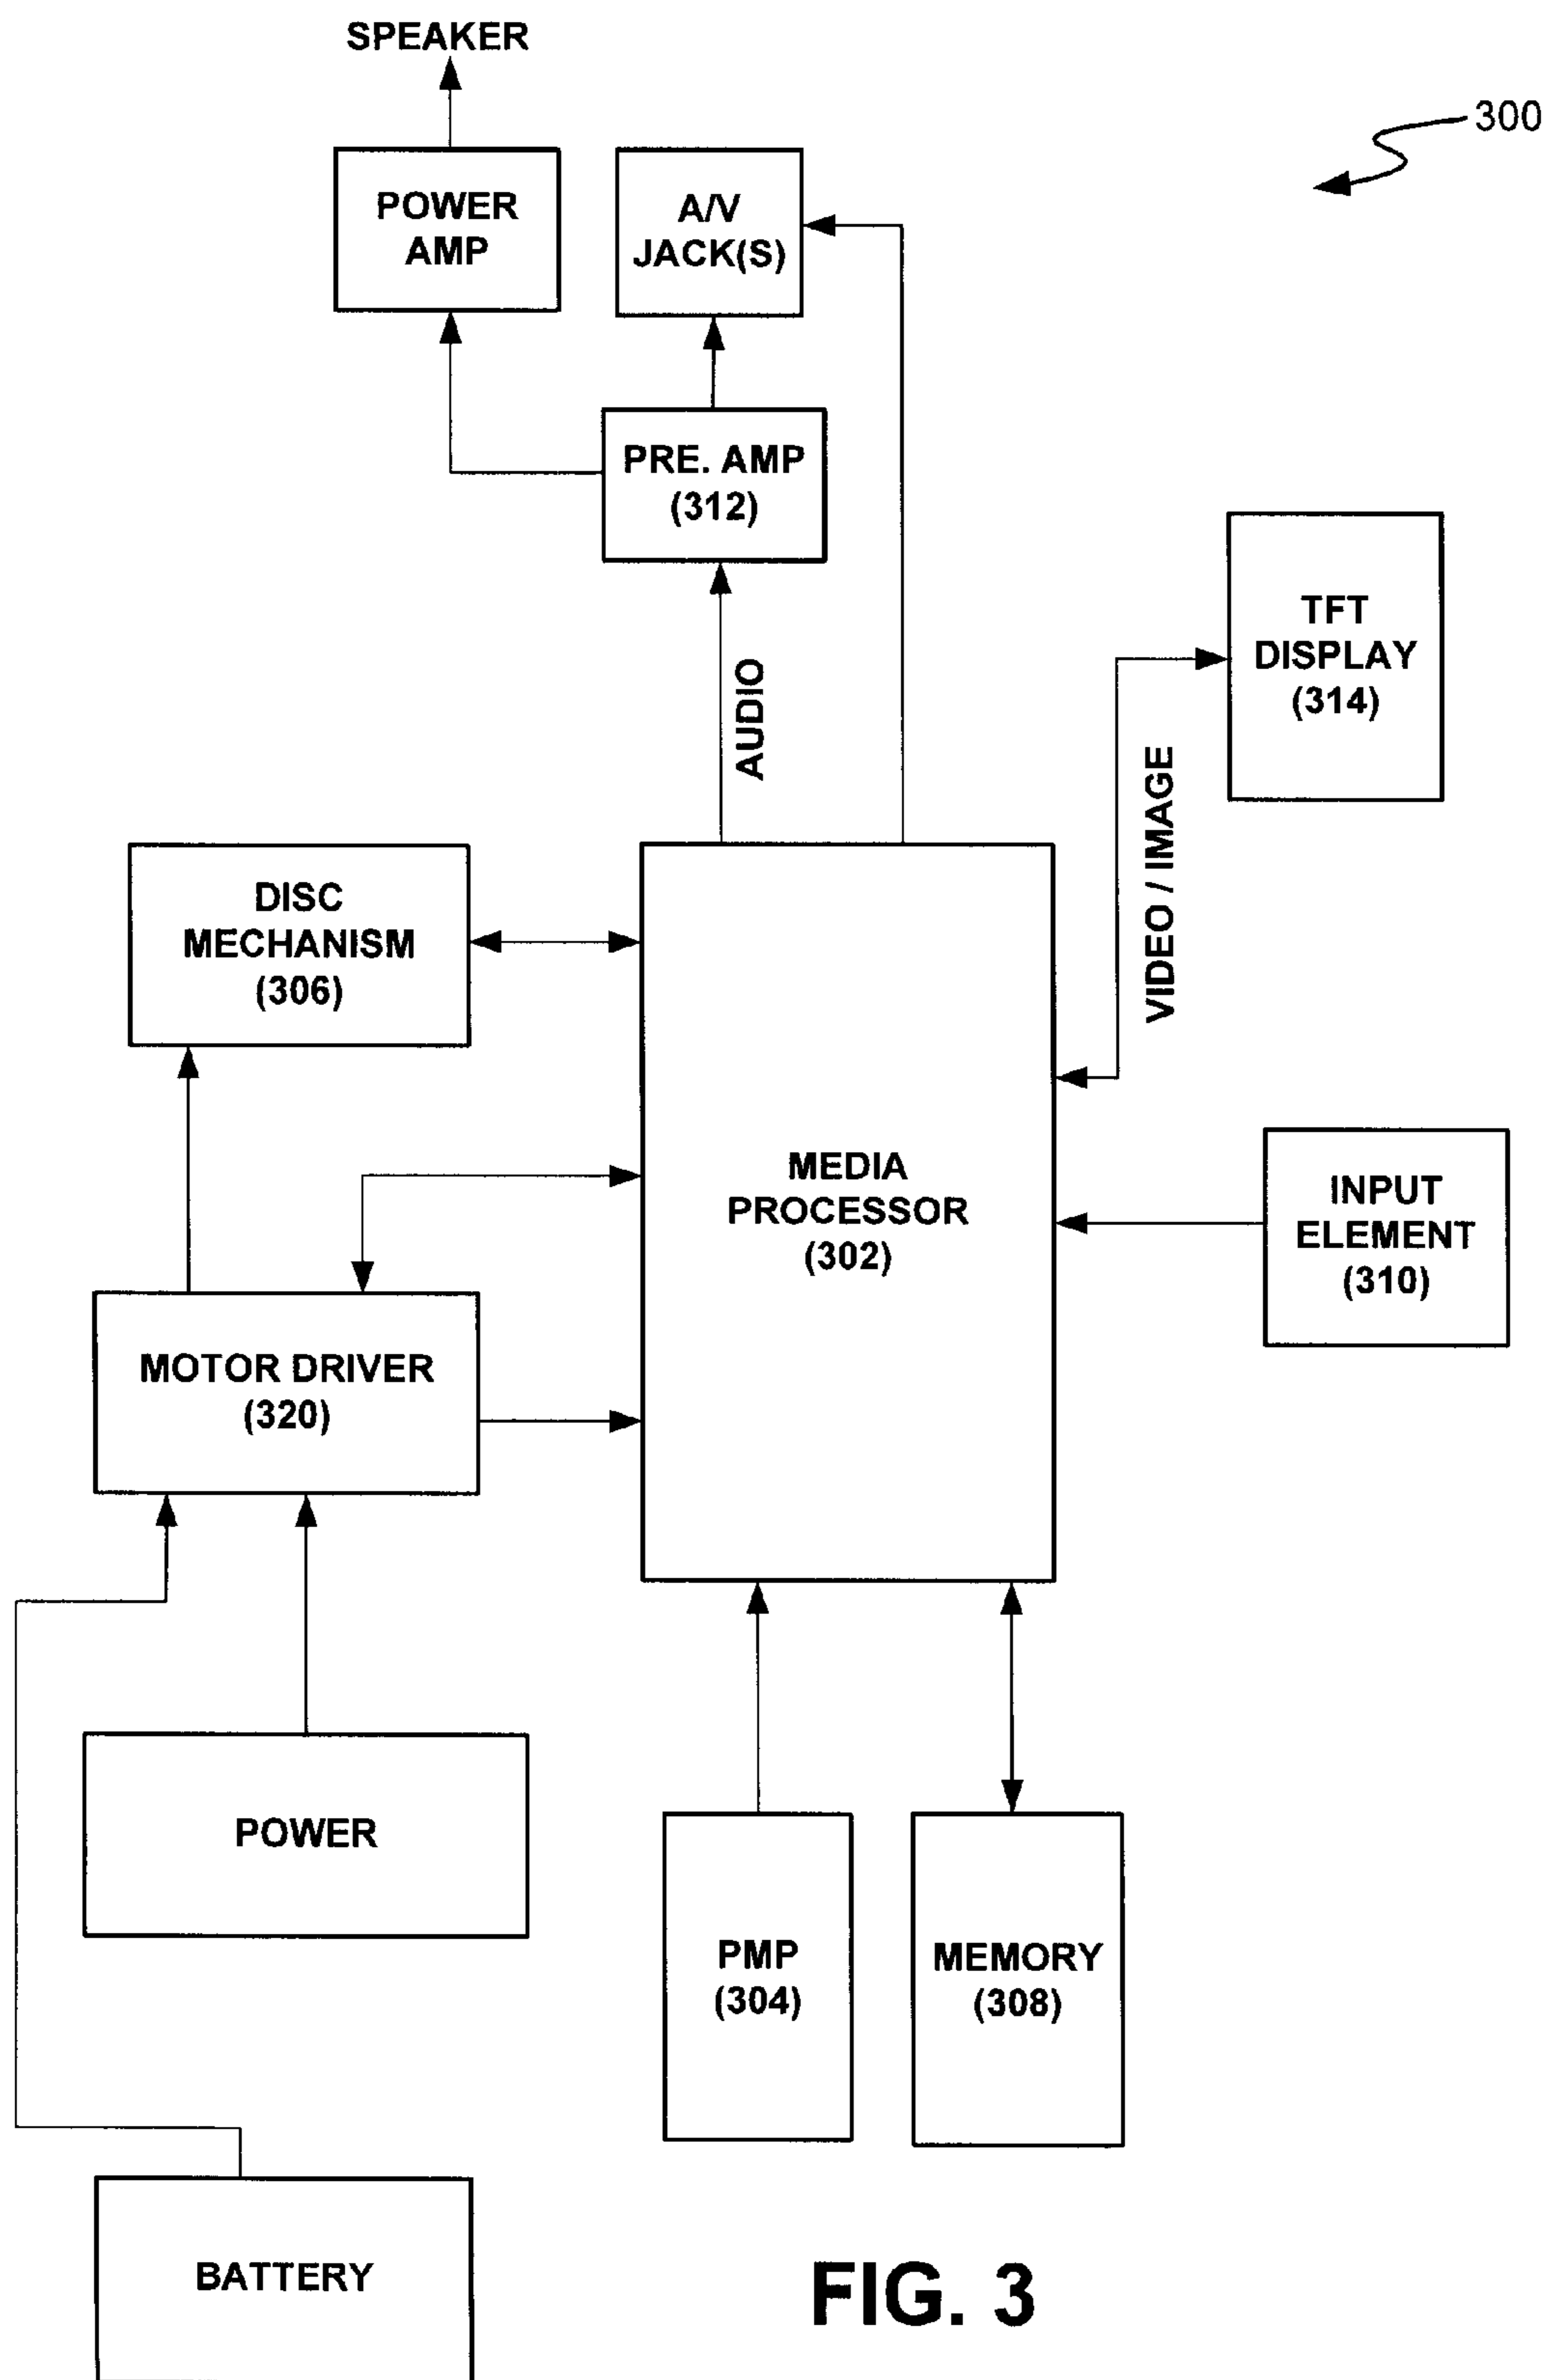 SPEAKER
300
POWER
AMP
A/V
JACK(S)
PRE. AMP
(312)
TFT
DISPLAY
(314)
AUDIO
VIDEO / IMAGE
DISC
MECHANISM
(306)
MEDIA
PROCESSOR
(302)
INPUT
ELEMENT
(310)
MOTOR DRIVER
(320)
POWER
PMP
(304)
MEMORY
(308)
BATTERY
FIG. 3